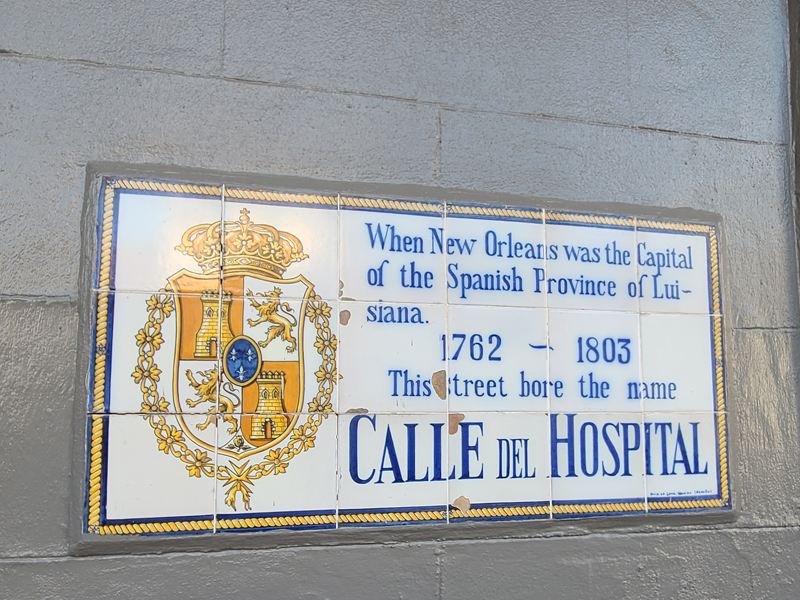 When New Orleans was the Capital
of the Spanish Province of Lui-
siana.
1762 – 1803
This street bore the name
CALLE DEL HOSPITAL